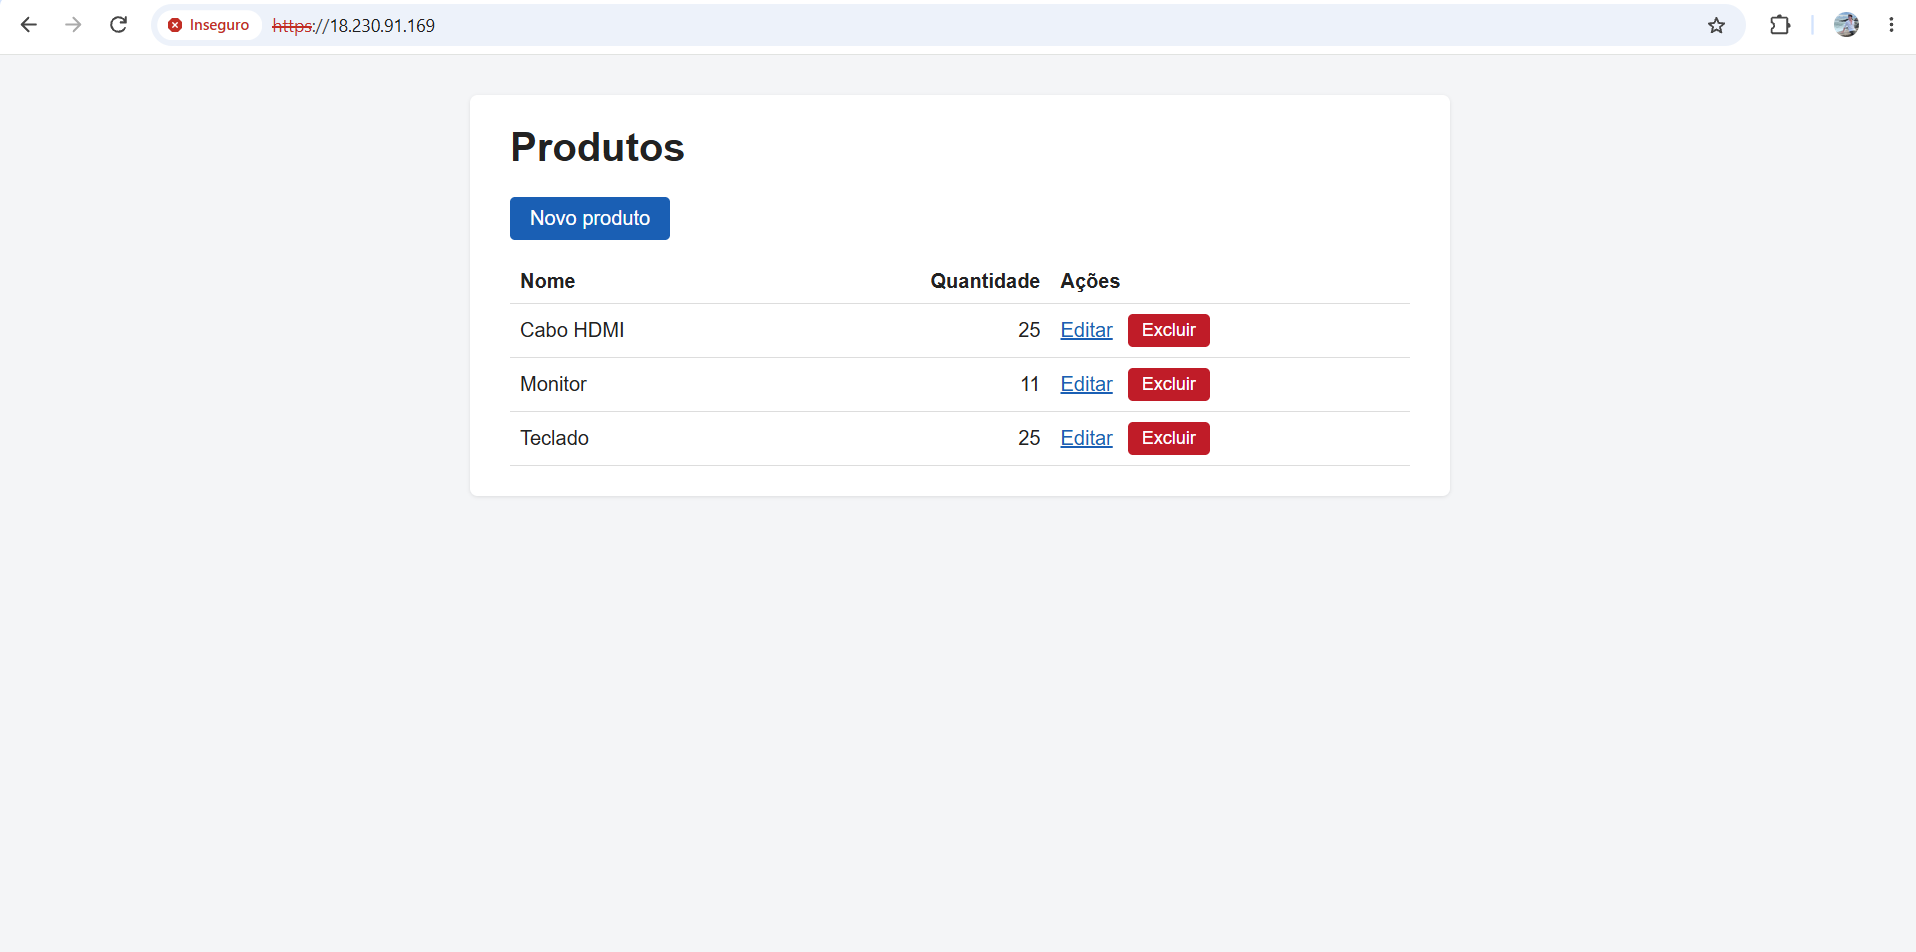 Inseguro https://18.230.91.169
Produtos
Novo produto
Nome Quantidade Ações
Cabo HDMI 25 Editar Excluir
Monitor 11 Editar Excluir
Teclado 25 Editar Excluir